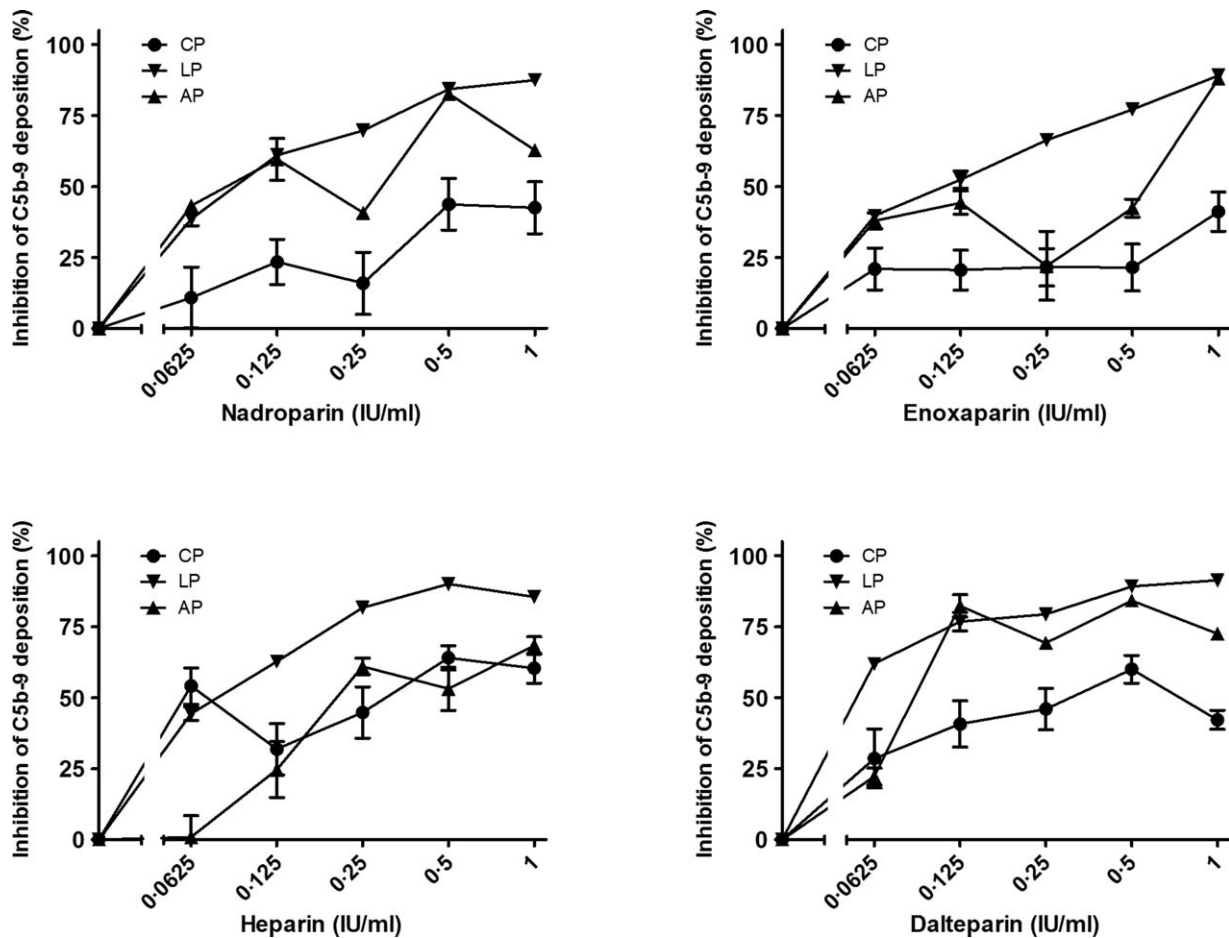 Inhibition of C5b-9 deposition (%)
100
75
50
25
0
CP
LP
AP
0·0625
0·125
0·25
0·5
1
Nadroparin (IU/ml)
Inhibition of C5b-9 deposition (%)
100
75
50
25
0
CP
LP
AP
0·0625
0·125
0·25
0·5
1
Enoxaparin (IU/ml)
Inhibition of C5b-9 deposition (%)
100
75
50
25
0
CP
LP
AP
0·0625
0·125
0·25
0·5
1
Heparin (IU/ml)
Inhibition of C5b-9 deposition (%)
100
75
50
25
0
CP
LP
AP
0·0625
0·125
0·25
0·5
1
Dalteparin (IU/ml)